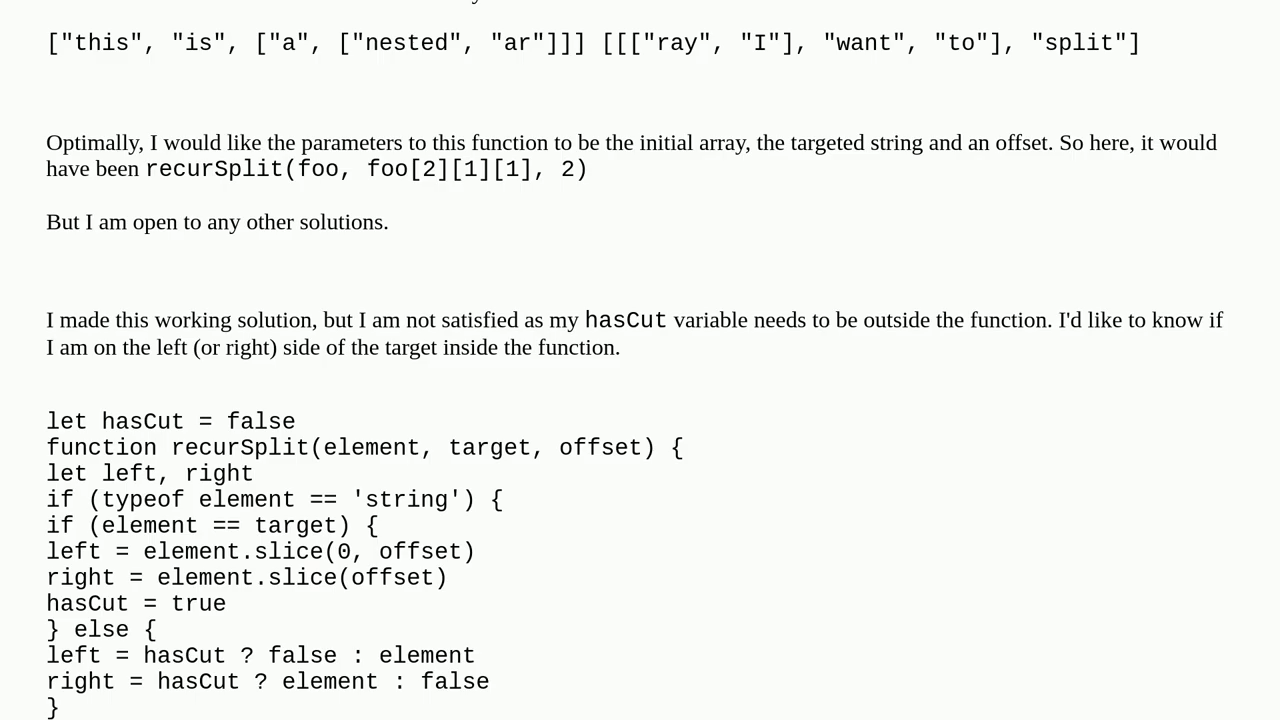 ["this", "is", ["a", ["nested", "ar"]]] [[["ray", "I"], "want", "to"], "split"]
Optimally, I would like the parameters to this function to be the initial array, the targeted string and an offset. So here, it would
have been recurSplit(foo, foo[2][1][1], 2)
But I am open to any other solutions.
I made this working solution, but I am not satisfied as my hasCut variable needs to be outside the function. I'd like to know if
I am on the left (or right) side of the target inside the function.
let hasCut = false
function recurSplit(element, target, offset) {
let left, right
if (typeof element == 'string') {
if (element == target) {
left = element.slice(0, offset)
right = element.slice(offset)
hasCut = true
} else {
left = hasCut ? false : element
right = hasCut ? element : false
}